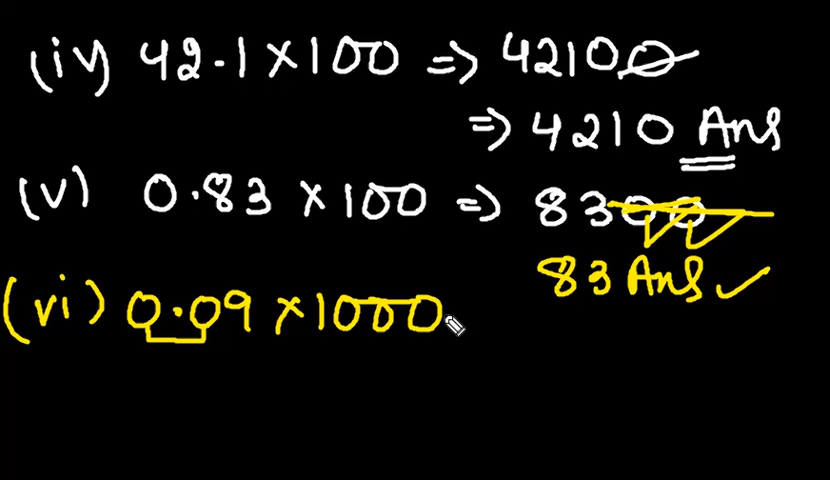 (iv) 42.1 × 100 => 42100
=> 4210 Ans
(v) 0.83 × 100 => 8300
83 Ans ✓
(vi) 0.09 × 1000